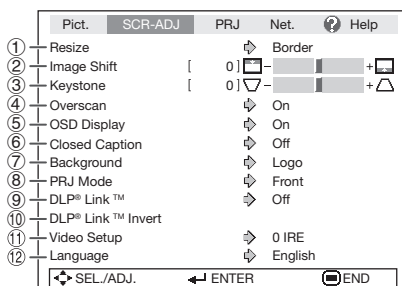 Pict. SCR-ADJ PRJ Net. Help
① Resize Border
② Image Shift [ 0 ] - +
③ Keystone [ 0 ] - +
④ Overscan On
⑤ OSD Display On
⑥ Closed Caption Off
⑦ Background Logo
⑧ PRJ Mode Front
⑨ DLP® Link ™ Off
⑩ DLP® Link ™ Invert
⑪ Video Setup 0 IRE
⑫ Language English
SEL./ADJ. ENTER END